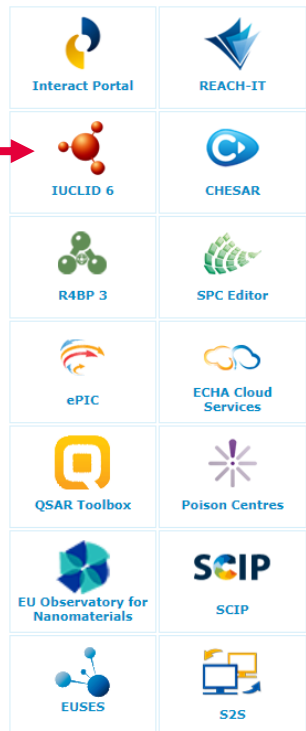 Interact Portal
REACH-IT
IUCLID 6
CHESAR
R4BP 3
SPC Editor
ePIC
ECHA Cloud
Services
QSAR Toolbox
Poison Centres
EU Observatory for
Nanomaterials
SCIP
SCIP
EUSES
S2S